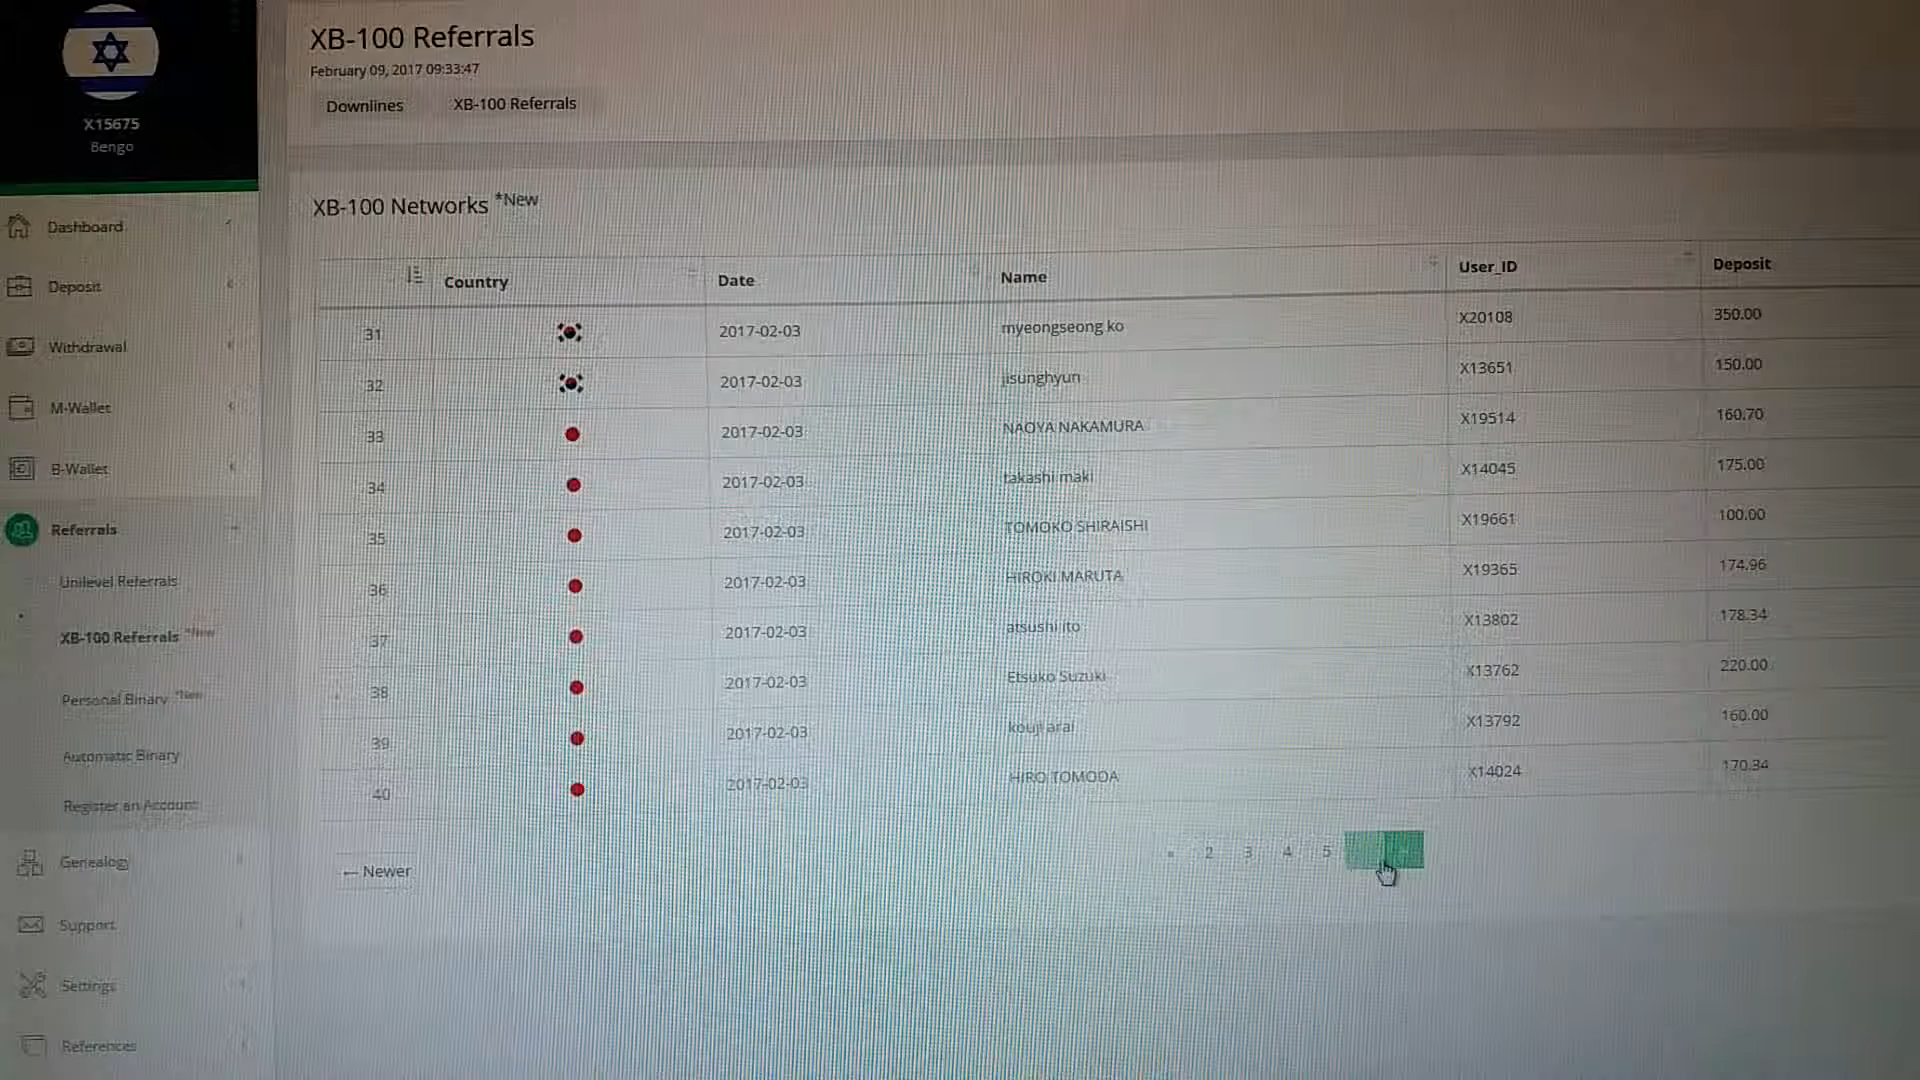 X15675
Bengo
Dashboard
Deposit
Withdrawal
M-Wallet
B-Wallet
Referrals
Unilevel Referrals
XB-100 Referrals *New
Personal Binary *New
Automatic Binary
Register an Account
Genealogy
Support
Settings
References
XB-100 Referrals
February 09, 2017 09:33:47
Downlines XB-100 Referrals
XB-100 Networks *New
Country Date Name User_ID Deposit
31 2017-02-03 myeongseong ko X20108 350.00
32 2017-02-03 jisunghyun X13651 150.00
33 2017-02-03 NAOYA NAKAMURA X19514 160.70
34 2017-02-03 takashi maki X14045 175.00
35 2017-02-03 TOMOKO SHIRAISHI X19661 100.00
36 2017-02-03 HIROKI MARUTA X19365 174.96
37 2017-02-03 atsushi ito X13802 178.34
38 2017-02-03 Etsuko Suzuki X13762 220.00
39 2017-02-03 kouji arai X13792 160.00
40 2017-02-03 HIRO TOMODA X14024 170.34
2 3 4 5
← Newer